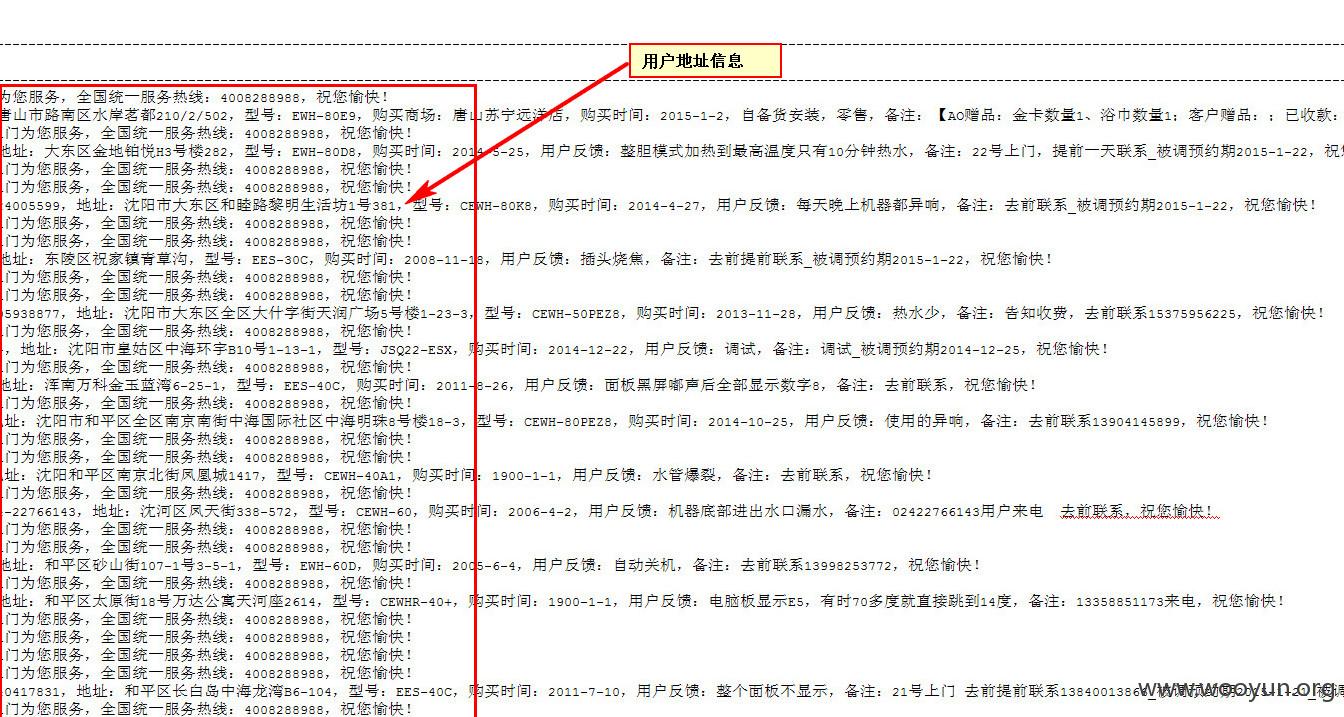 用户地址信息
为您服务，全国统一服务热线：4008288988，祝您愉快！
唐山市路南区水岸茗都210/2/502，型号：EWH-80E9，购买商场：唐山苏宁远洋店，购买时间：2015-1-2，自备货安装，零售，备注：【AO赠品：金卡数量1、浴巾数量1；客户赠品：；已收款：
门为您服务，全国统一服务热线：4008288988，祝您愉快！
地址：大东区金地铂悦H3号楼282，型号：EWH-80D8，购买时间：2014-5-25，用户反馈：整胆模式加热到最高温度只有10分钟热水，备注：22号上门，提前一天联系_被调预约期2015-1-22，祝
门为您服务，全国统一服务热线：4008288988，祝您愉快！
门为您服务，全国统一服务热线：4008288988，祝您愉快！
4005599，地址：沈阳市大东区和睦路黎明生活坊1号381，型号：CEWH-80K8，购买时间：2014-4-27，用户反馈：每天晚上机器都异响，备注：去前联系_被调预约期2015-1-22，祝您愉快！
门为您服务，全国统一服务热线：4008288988，祝您愉快！
门为您服务，全国统一服务热线：4008288988，祝您愉快！
地址：东陵区祝家镇青草沟，型号：EES-30C，购买时间：2008-11-18，用户反馈：插头烧焦，备注：去前提前联系_被调预约期2015-1-22，祝您愉快！
门为您服务，全国统一服务热线：4008288988，祝您愉快！
门为您服务，全国统一服务热线：4008288988，祝您愉快！
5938877，地址：沈阳市大东区全区大什字街天润广场5号楼1-23-3，型号：CEWH-50PEZ8，购买时间：2013-11-28，用户反馈：热水少，备注：告知收费，去前联系15375956225，祝您愉快！
门为您服务，全国统一服务热线：4008288988，祝您愉快！
，地址：沈阳市皇姑区中海环宇B10号1-13-1，型号：JSQ22-ESX，购买时间：2014-12-22，用户反馈：调试，备注：调试_被调预约期2014-12-25，祝您愉快！
门为您服务，全国统一服务热线：4008288988，祝您愉快！
地址：浑南万科金玉蓝湾6-25-1，型号：EES-40C，购买时间：2011-8-26，用户反馈：面板黑屏嘟声后全部显示数字8，备注：去前联系，祝您愉快！
门为您服务，全国统一服务热线：4008288988，祝您愉快！
址：沈阳市和平区全区南京南街中海国际社区中海明珠8号楼18-3，型号：CEWH-80PEZ8，购买时间：2014-10-25，用户反馈：使用的异响，备注：去前联系13904145899，祝您愉快！
门为您服务，全国统一服务热线：4008288988，祝您愉快！
门为您服务，全国统一服务热线：4008288988，祝您愉快！
址：沈阳和平区南京北街凤凰城1417，型号：CEWH-40A1，购买时间：1900-1-1，用户反馈：水管爆裂，备注：去前联系，祝您愉快！
门为您服务，全国统一服务热线：4008288988，祝您愉快！
-22766143，地址：沈河区凤天街338-572，型号：CEWH-60，购买时间：2006-4-2，用户反馈：机器底部进出水口漏水，备注：02422766143用户来电 去前联系，祝您愉快！
门为您服务，全国统一服务热线：4008288988，祝您愉快！
门为您服务，全国统一服务热线：4008288988，祝您愉快！
地址：和平区砂山街107-1号3-5-1，型号：EWH-60D，购买时间：2005-6-4，用户反馈：自动关机，备注：去前联系13998253772，祝您愉快！
门为您服务，全国统一服务热线：4008288988，祝您愉快！
地址：和平区太原街18号万达公寓天河座2614，型号：CEWHR-40+，购买时间：1900-1-1，用户反馈：电脑板显示E5，有时70多度就直接跳到14度，备注：13358851173来电，祝您愉快！
门为您服务，全国统一服务热线：4008288988，祝您愉快！
门为您服务，全国统一服务热线：4008288988，祝您愉快！
门为您服务，全国统一服务热线：4008288988，祝您愉快！
门为您服务，全国统一服务热线：4008288988，祝您愉快！
0417831，地址：和平区长白岛中海龙湾B6-104，型号：EES-40C，购买时间：2011-7-10，用户反馈：整个面板不显示，备注：21号上门 去前提前联系1384001386
www.wooyun.org
门为您服务，全国统一服务热线：4008288988，祝您愉快！